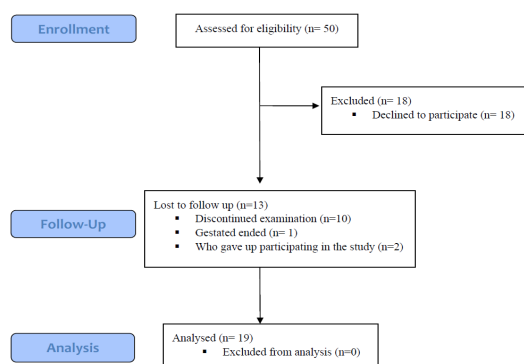 Enrollment
Assessed for eligibility (n= 50)
Excluded (n= 18)
▪ Declined to participate (n= 18)
Lost to follow up (n=13)
▪ Discontinued examination (n=10)
▪ Gestated ended (n= 1)
▪ Who gave up participating in the study (n=2)
Follow-Up
Analysed (n= 19)
▪ Excluded from analysis (n=0)
Analysis